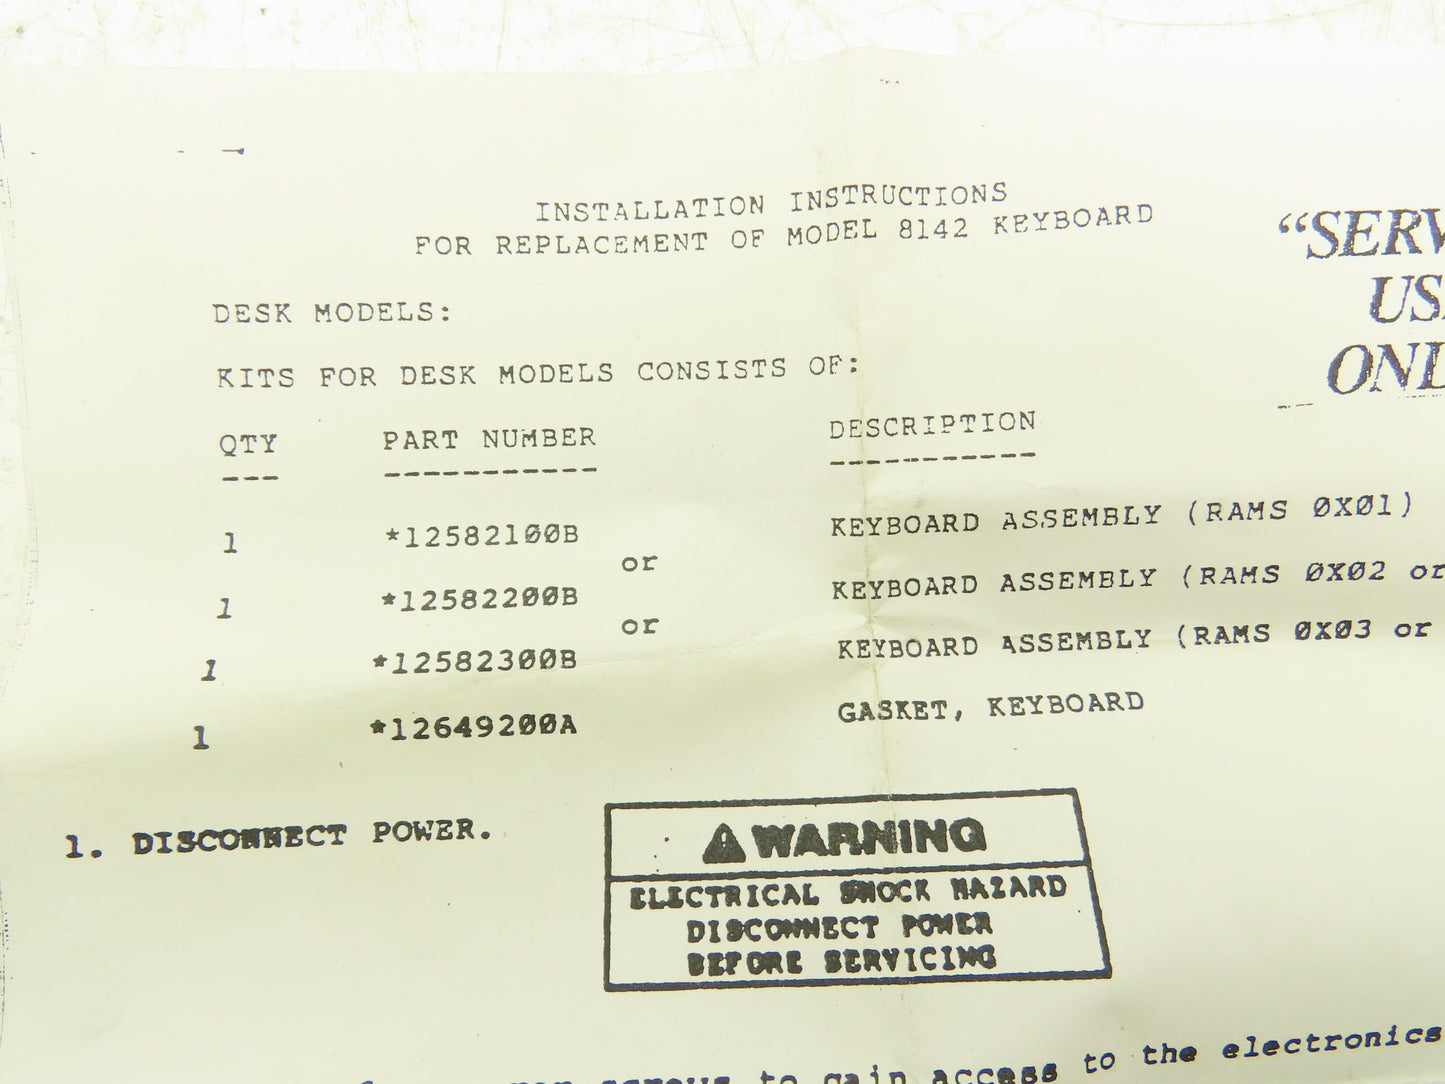 INSTALLATION INSTRUCTIONS
FOR REPLACEMENT OF MODEL 8142 KEYBOARD
"SERV
US
ONL
DESK MODELS:
KITS FOR DESK MODELS CONSISTS OF:
QTY PART NUMBER DESCRIPTION
--- ----------- -----------
1 *12582100B KEYBOARD ASSEMBLY (RAMS 0X01)
or
1 *12582200B KEYBOARD ASSEMBLY (RAMS 0X02 or
or
1 *12582300B KEYBOARD ASSEMBLY (RAMS 0X03 or
1 *12649200A GASKET, KEYBOARD
1. DISCONNECT POWER.
WARNING
ELECTRICAL SHOCK HAZARD
DISCONNECT POWER
BEFORE SERVICING
screws to gain access to the electronics